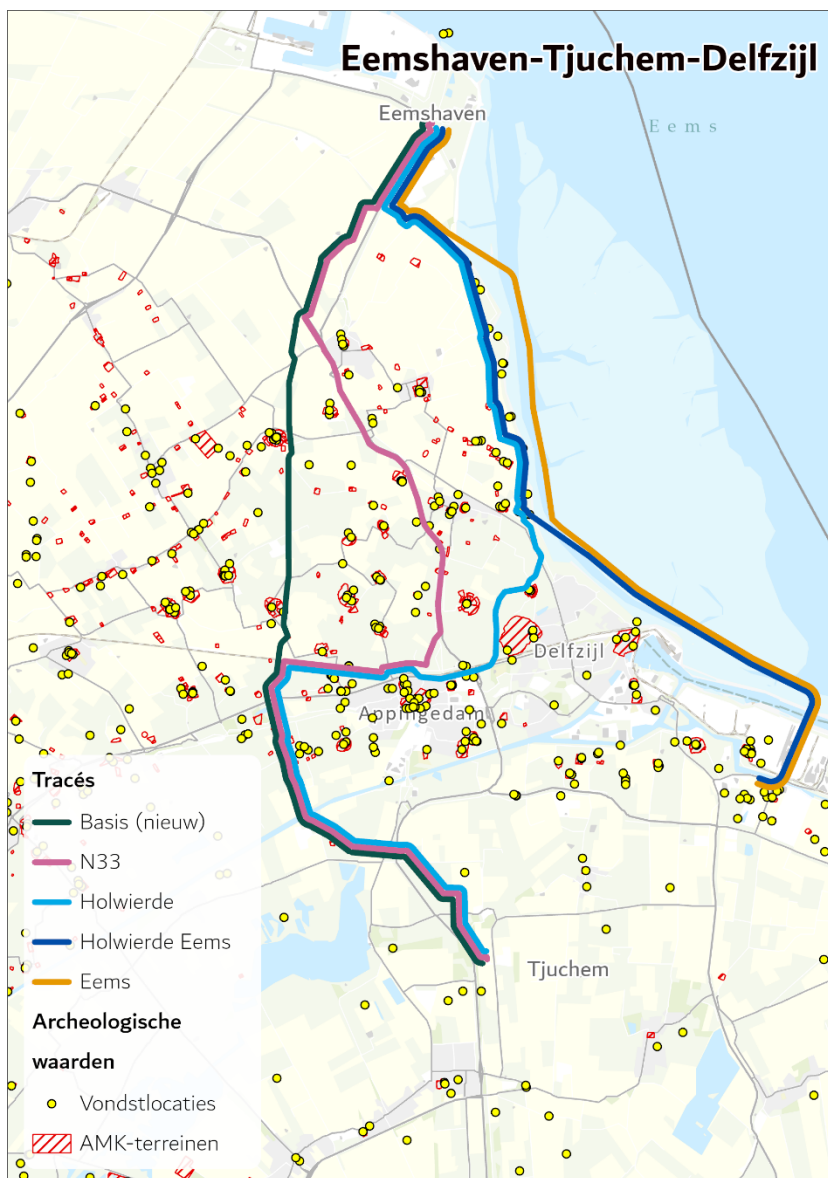 Eemshaven-Tjuchem-Delfzijl
Eemshaven
Eems
Delfzijl
Appingedam
Tjuchem
Tracés
Basis (nieuw)
N33
Holwierde
Holwierde Eems
Eems
Archeologische
waarden
Vondstlocaties
AMK-terreinen